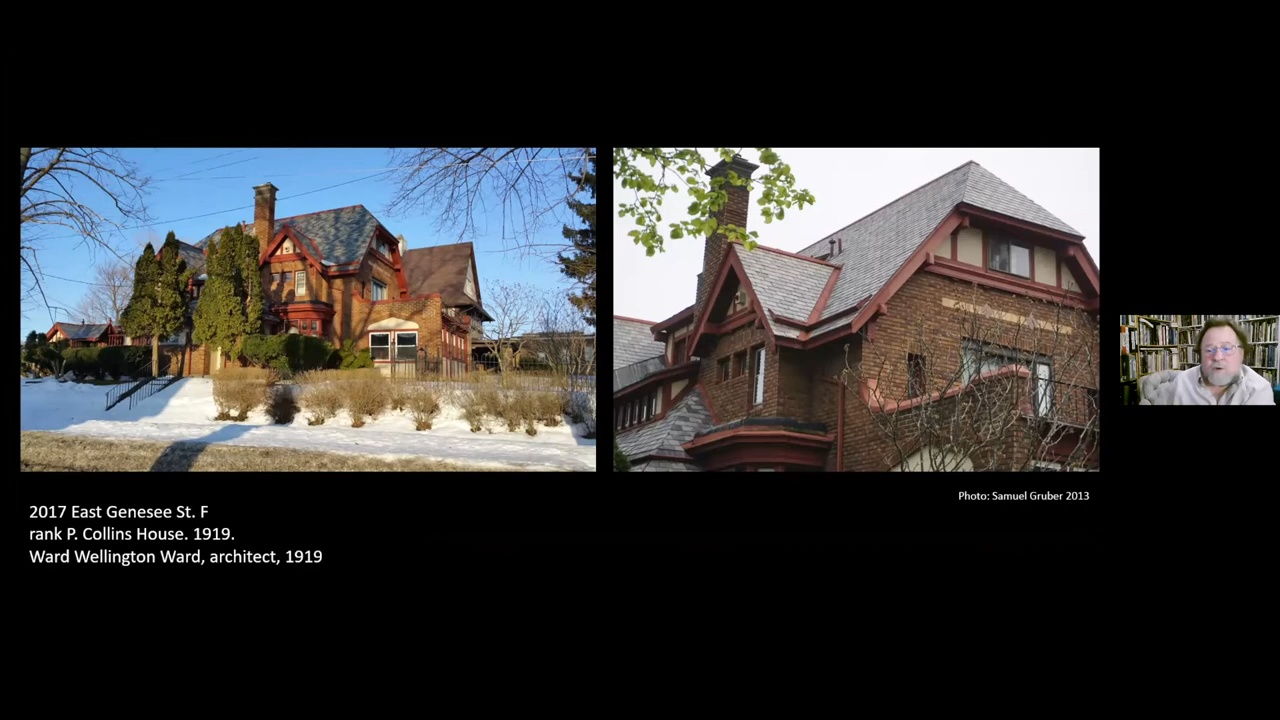 2017 East Genesee St. F
rank P. Collins House. 1919.
Ward Wellington Ward, architect, 1919
Photo: Samuel Gruber 2013